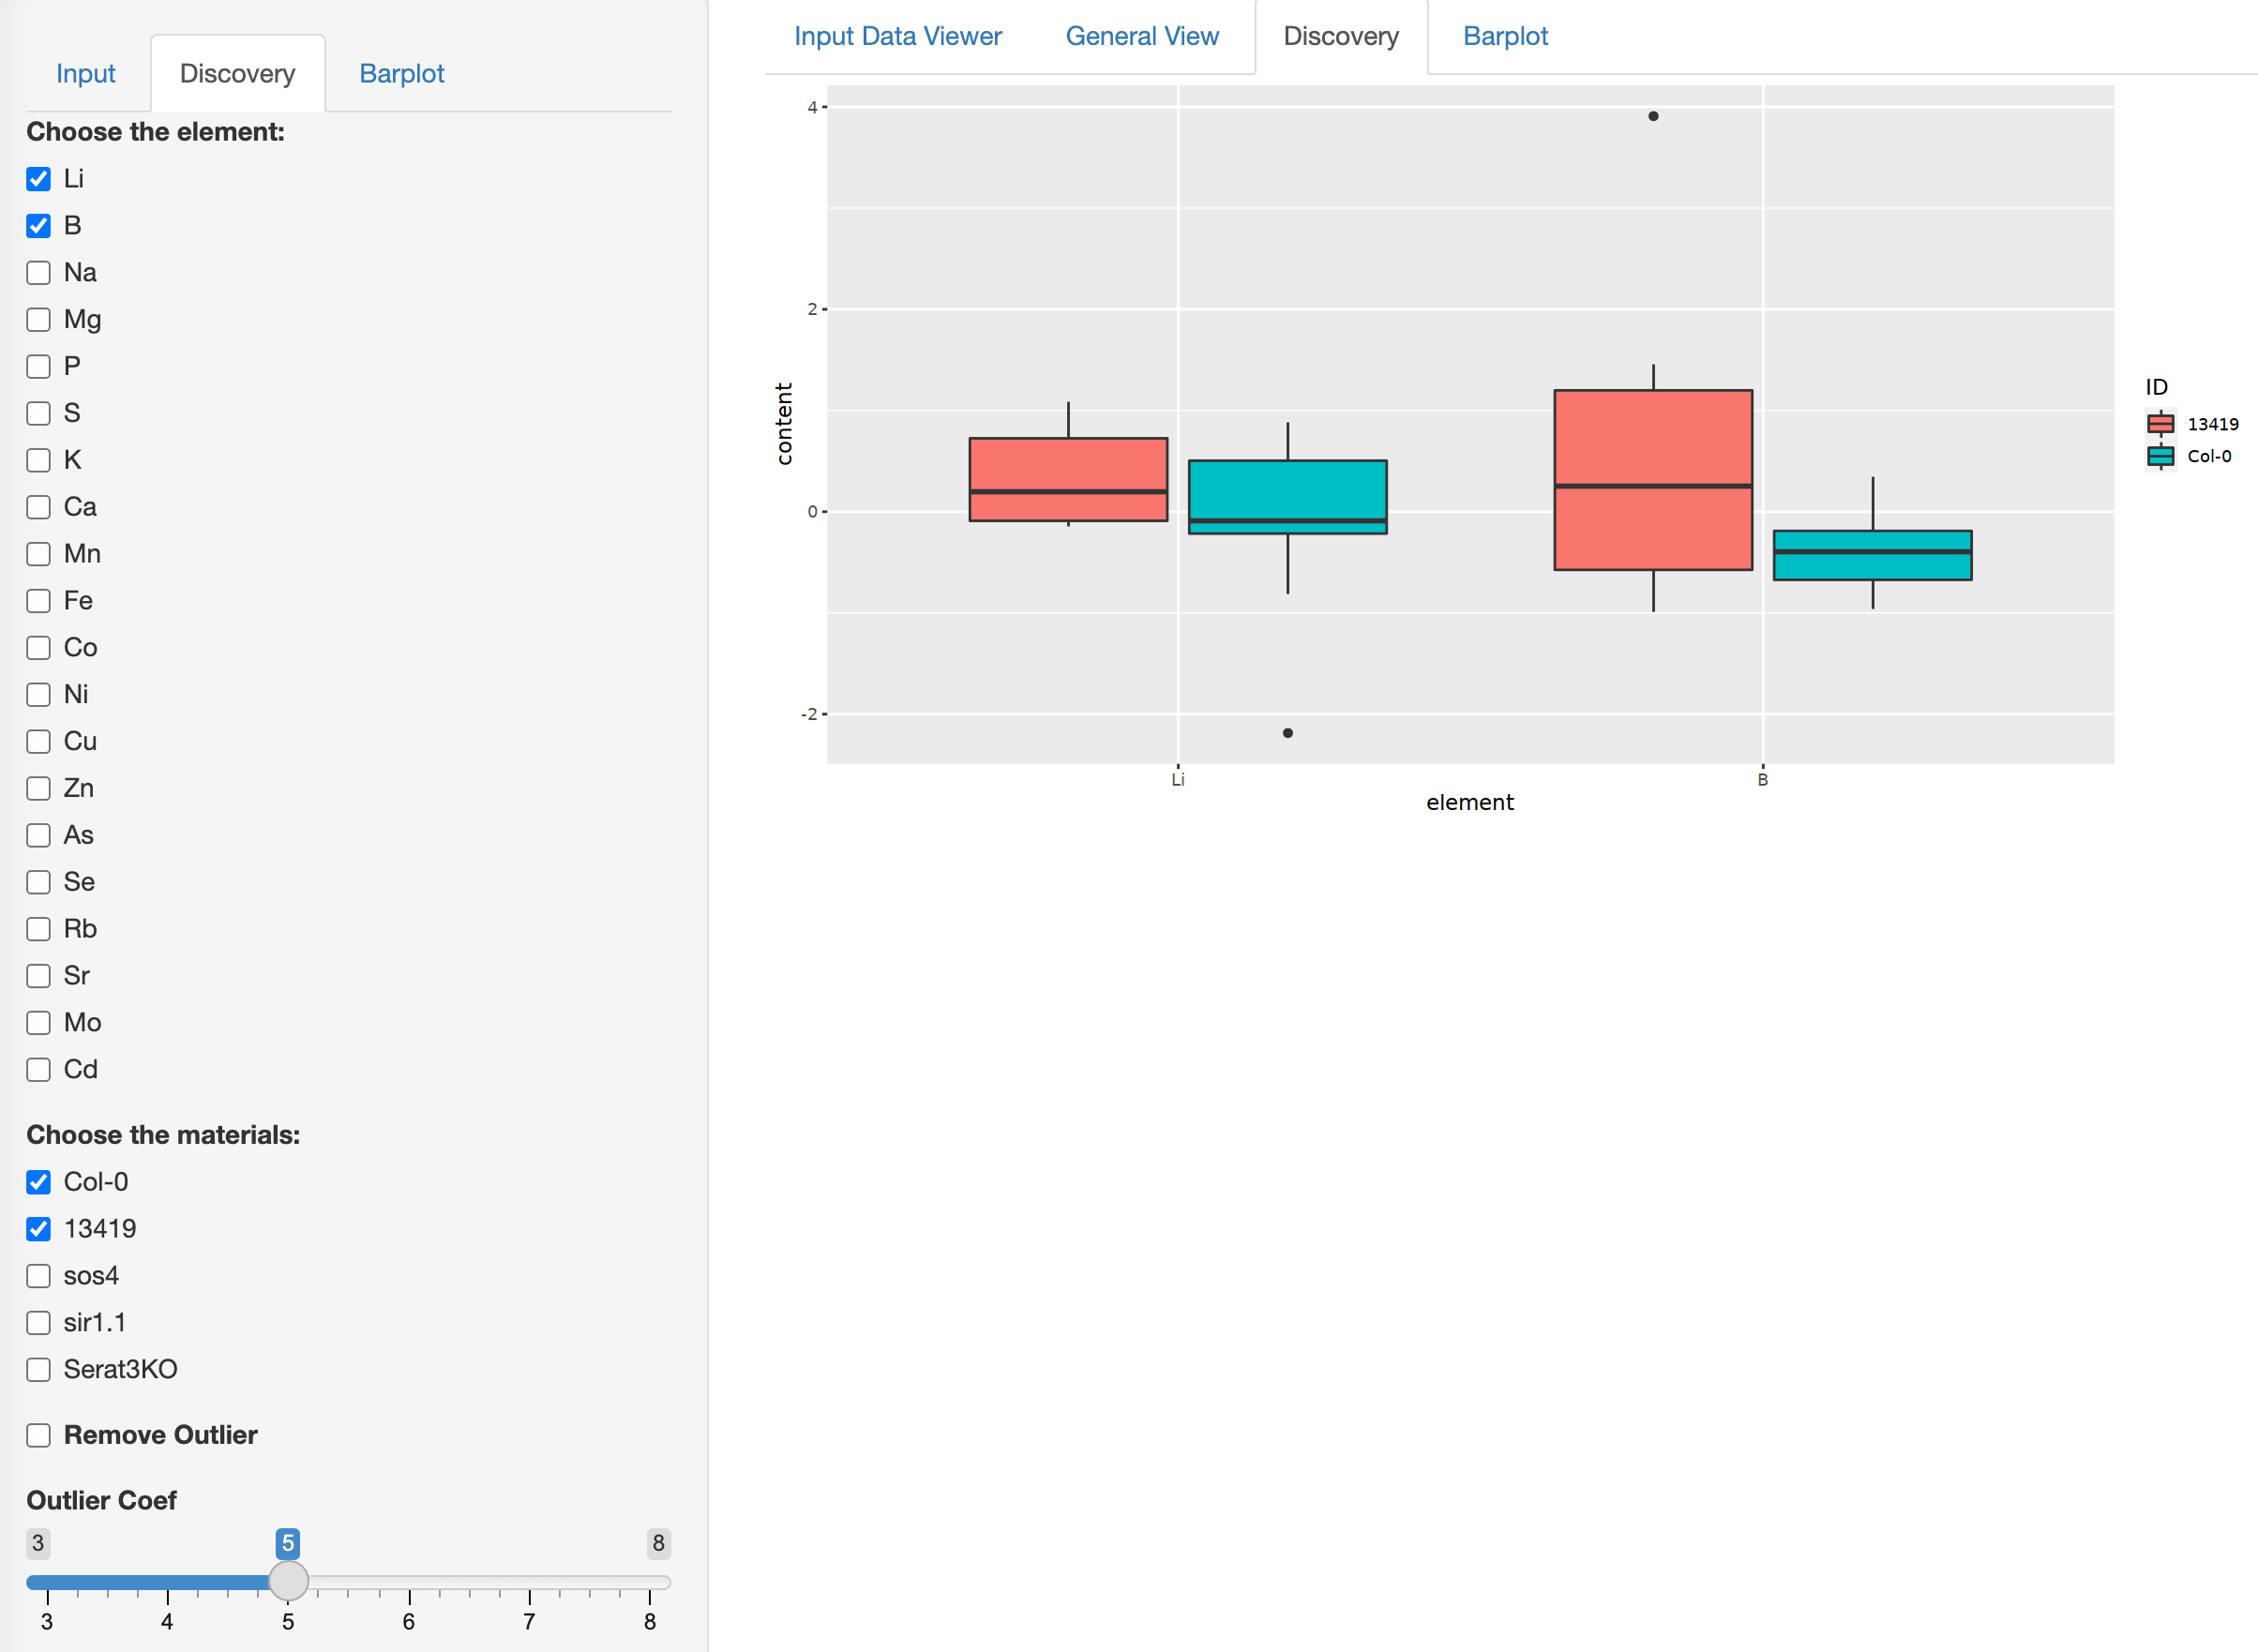 Input Discovery Barplot
Choose the element:
Li
B
Na
Mg
P
S
K
Ca
Mn
Fe
Co
Ni
Cu
Zn
As
Se
Rb
Sr
Mo
Cd
Choose the materials:
Col-0
13419
sos4
sir1.1
Serat3KO
Remove Outlier
Outlier Coef
3 5 8
3 4 5 6 7 8
Input Data Viewer General View Discovery Barplot
4
2
0
-2
content
Li B
element
ID
13419
Col-0